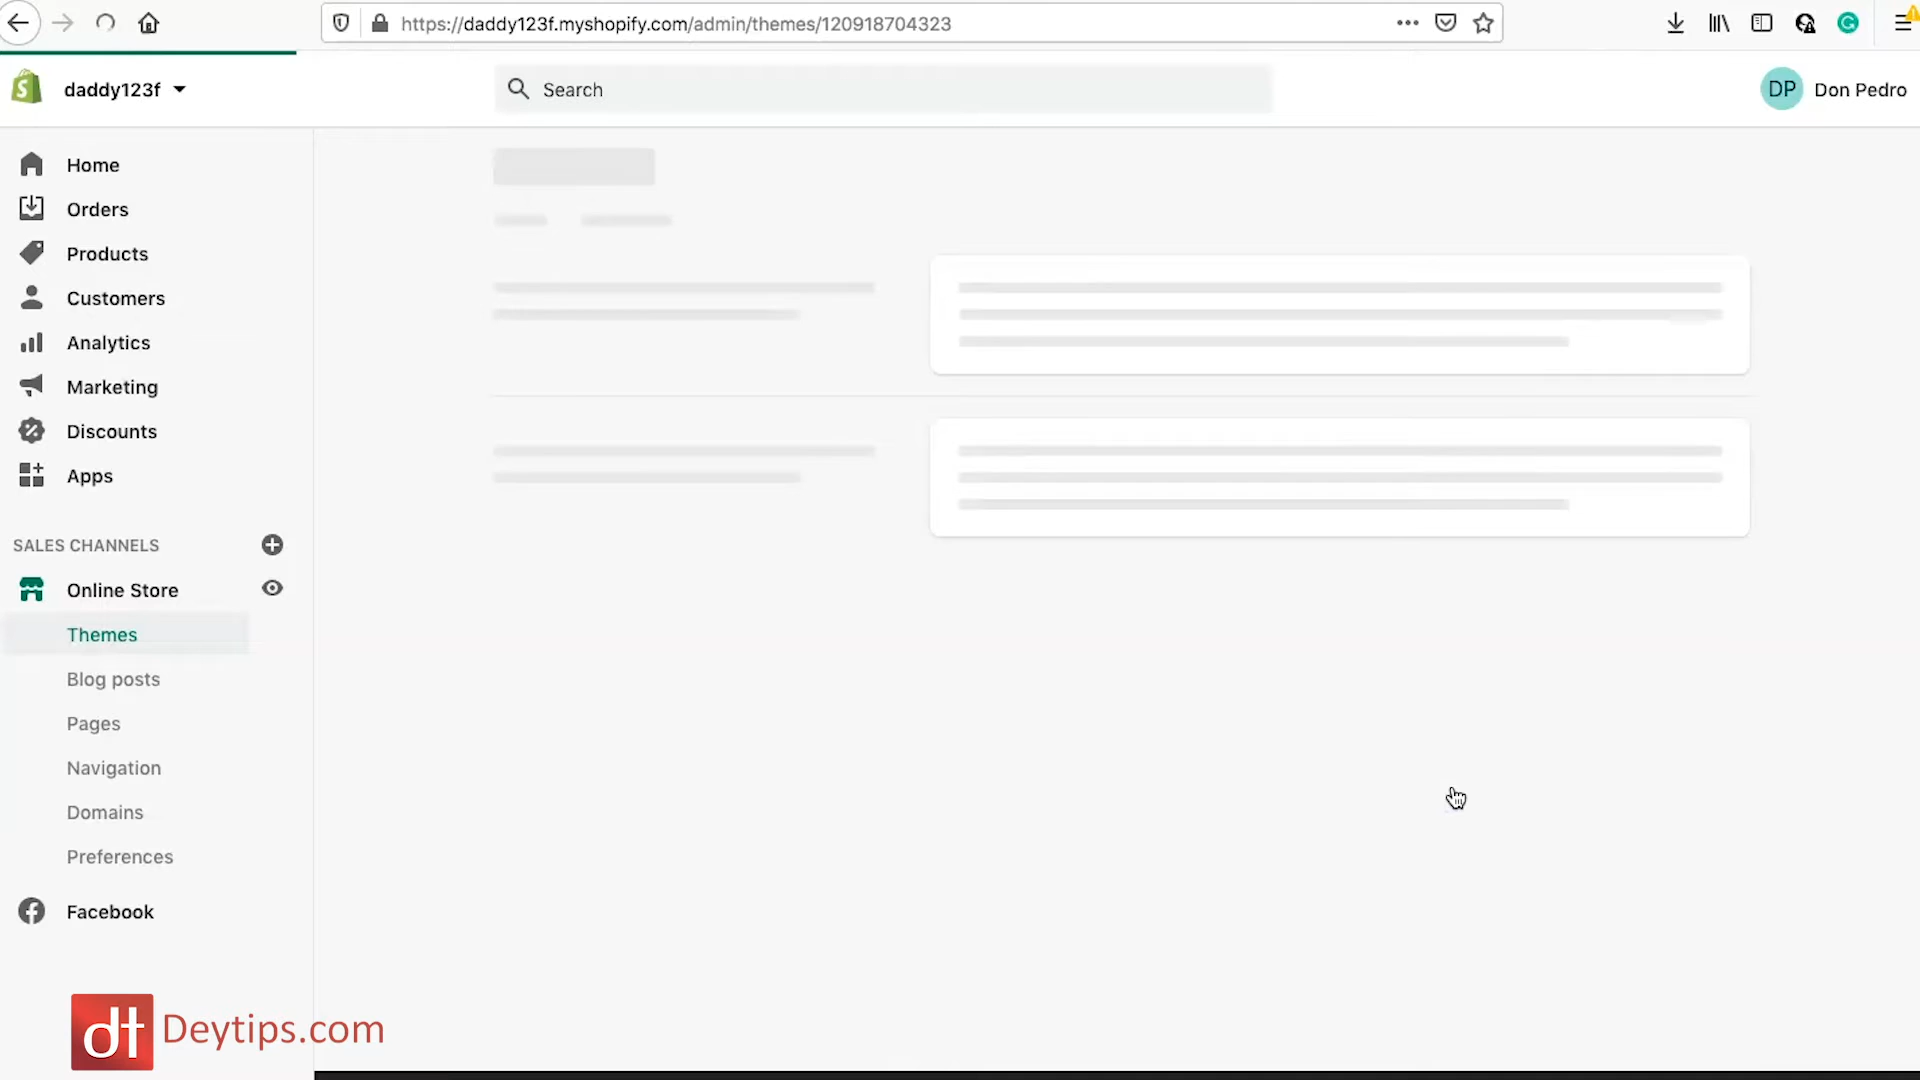 https://daddy123f.myshopify.com/admin/themes/120918704323
daddy123f
Search
DP
Don Pedro
Home
Orders
Products
Customers
Analytics
Marketing
Discounts
Apps
SALES CHANNELS
Online Store
Themes
Blog posts
Pages
Navigation
Domains
Preferences
Facebook
dt Deytips.com